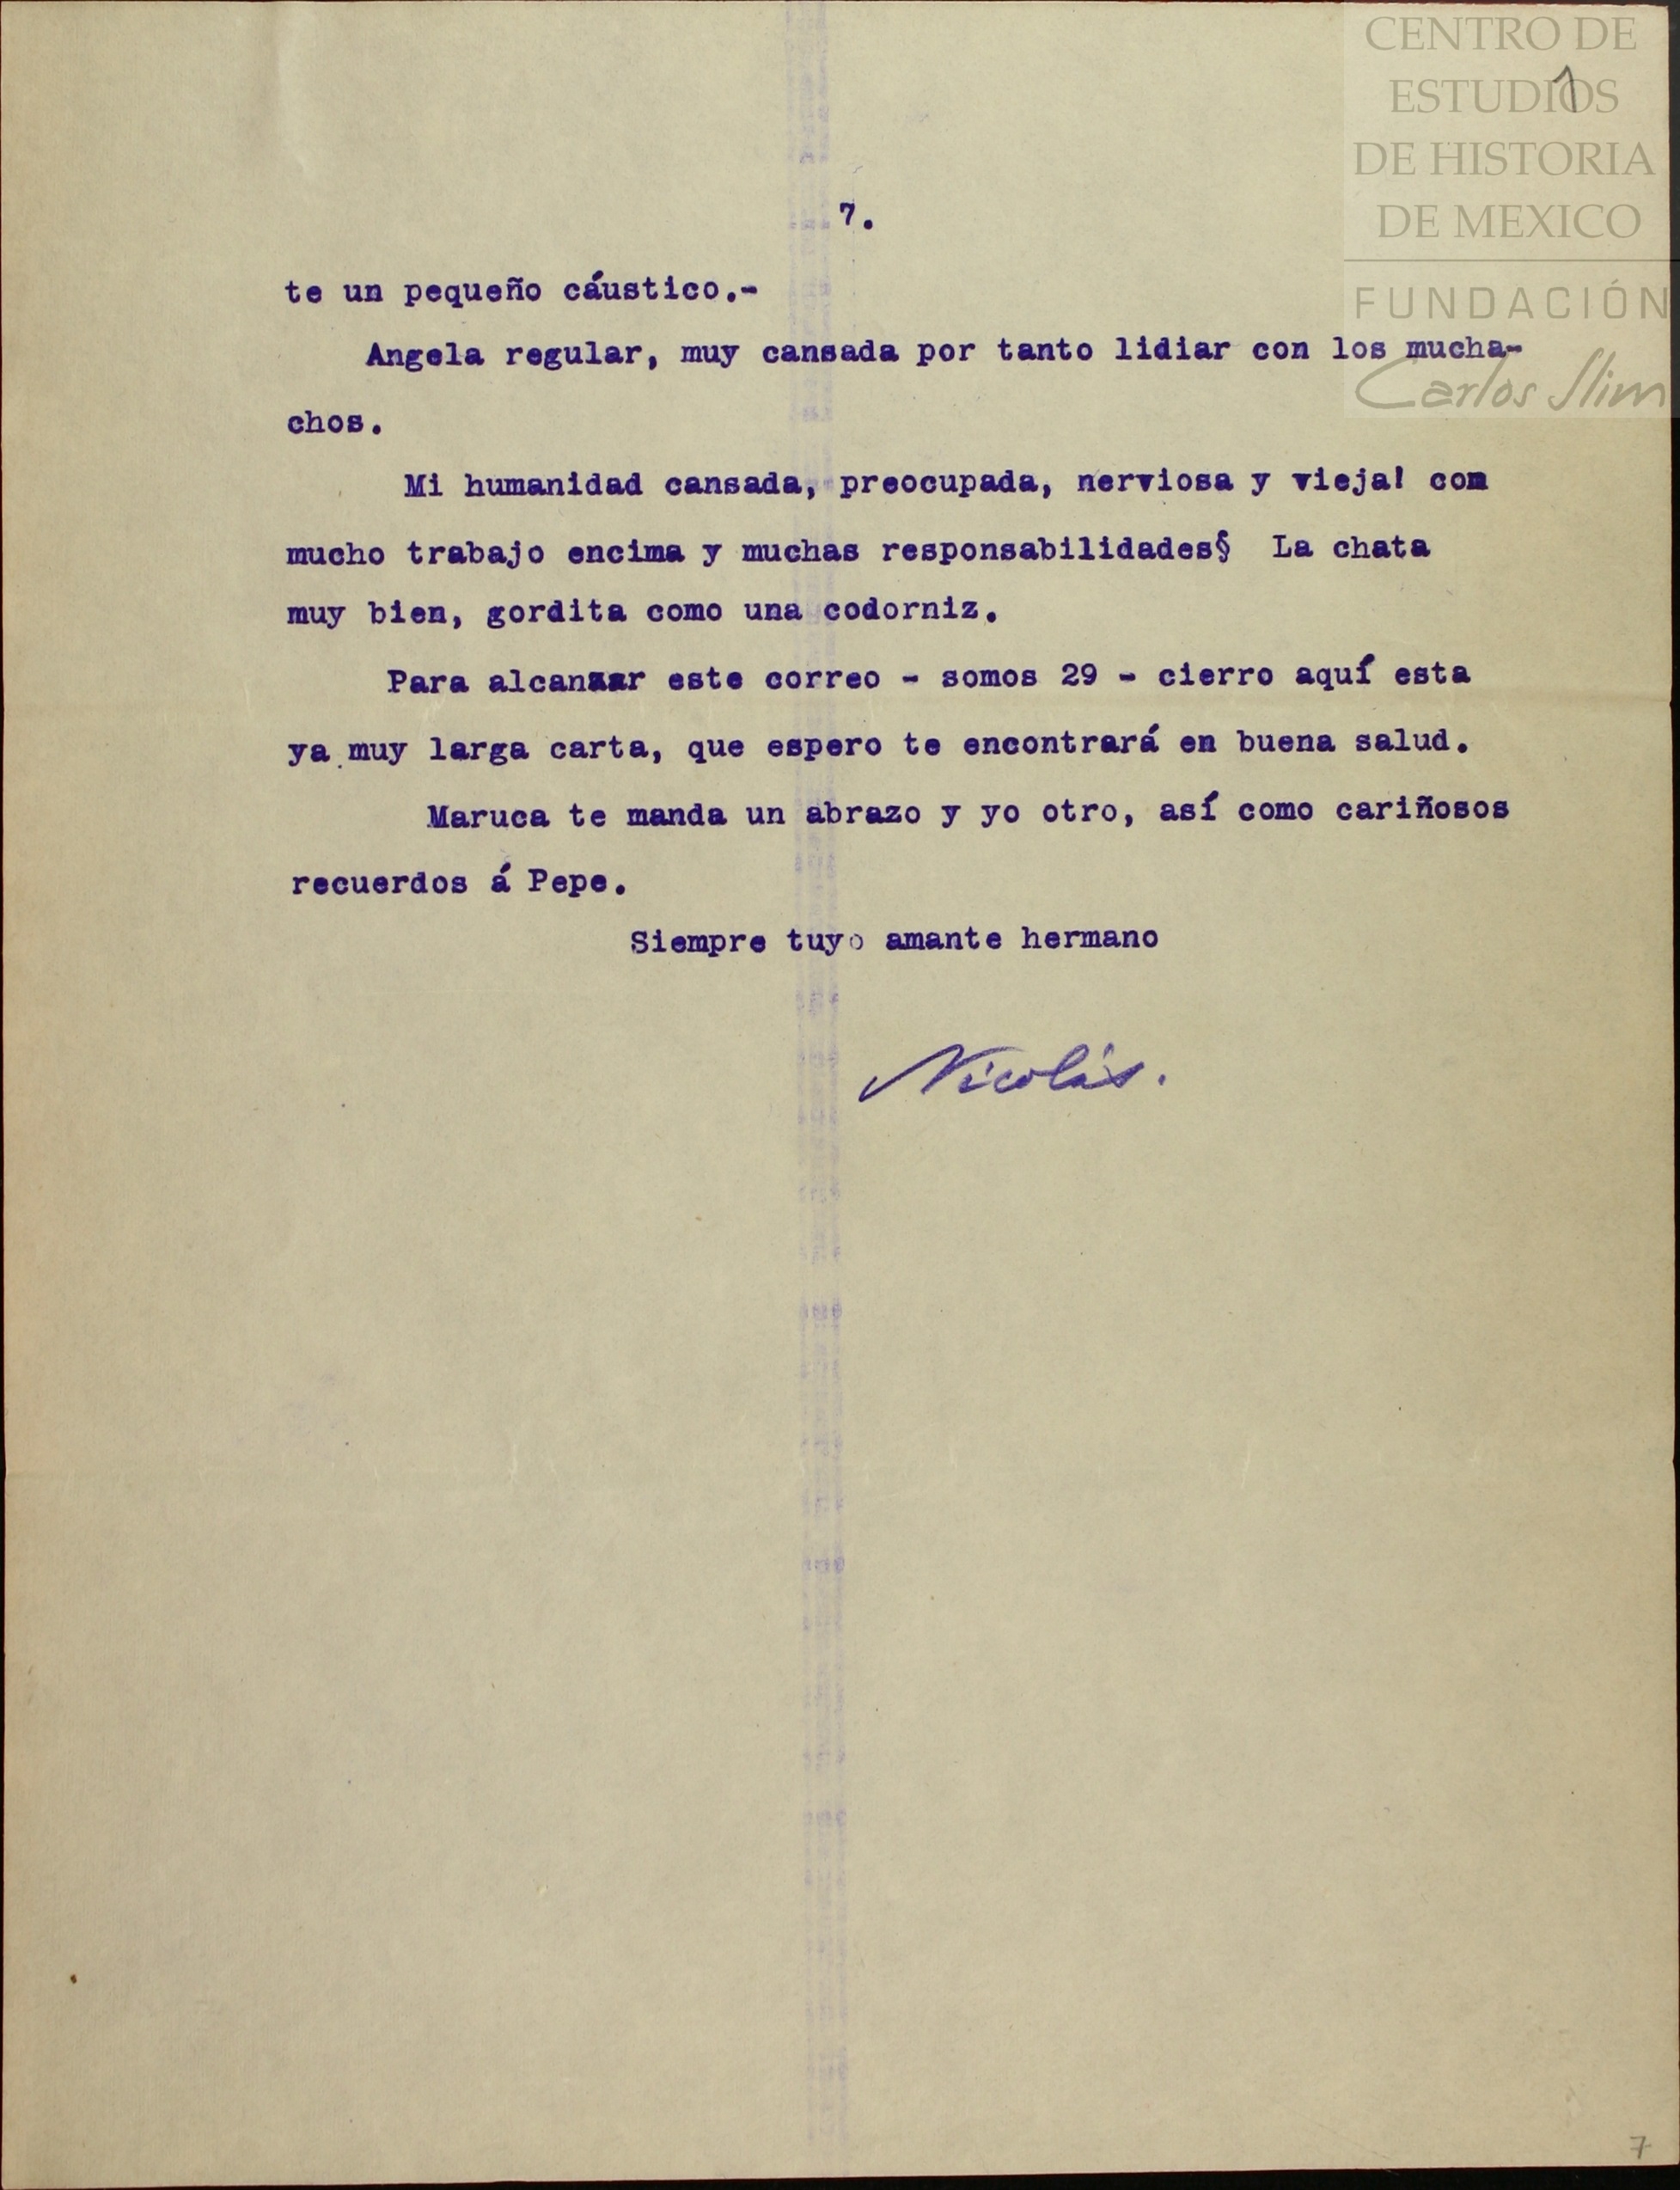 CENTRO DE
ESTUDIOS
DE HISTORIA
DE MEXICO
FUNDACIÓN
Carlos Slim
1
7.
te un pequeño cáustico.-
Angela regular, muy cansada por tanto lidiar con los mucha-
chos.
Mi humanidad cansada, preocupada, nerviosa y vieja! con
mucho trabajo encima y muchas responsabilidades§ La chata
muy bien, gordita como una codorniz.
Para alcanzar este correo - somos 29 - cierro aquí esta
ya muy larga carta, que espero te encontrará en buena salud.
Maruca te manda un abrazo y yo otro, así como cariñosos
recuerdos á Pepe.
Siempre tuyo amante hermano
Nicolás.
7